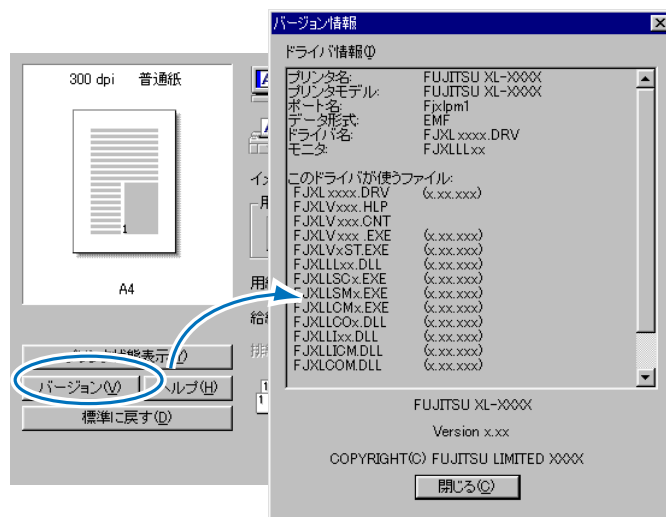 バージョン情報
ドライバ情報(I)
プリンタ名: FUJITSU XL-XXXX
プリンタモデル: FUJITSU XL-XXXX
ポート名: Fjxlpm1
データ形式: EMF
ドライバ名: FJXLxxxx.DRV
モニタ: FJXLLLxx
このドライバが使うファイル:
FJXLxxxx.DRV (x.xx.xxx)
FJXLVxxx.HLP
FJXLVxxx.CNT
FJXLVxxx.EXE (x.xx.xxx)
FJXLVxST.EXE (x.xx.xxx)
FJXLLLxx.DLL (x.xx.xxx)
FJXLLSCx.EXE (x.xx.xxx)
FJXLLSMx.EXE (x.xx.xxx)
FJXLLCMx.EXE (x.xx.xxx)
FJXLLCOx.DLL (x.xx.xxx)
FJXLLIxx.DLL (x.xx.xxx)
FJXLLICM.DLL (x.xx.xxx)
FJXLCOM.DLL (x.xx.xxx)
FUJITSU XL-XXXX
Version x.xx
COPYRIGHT(C) FUJITSU LIMITED XXXX
閉じる(C)
300 dpi 普通紙
1
A4
バージョン(V)
ヘルプ(H)
標準に戻す(D)